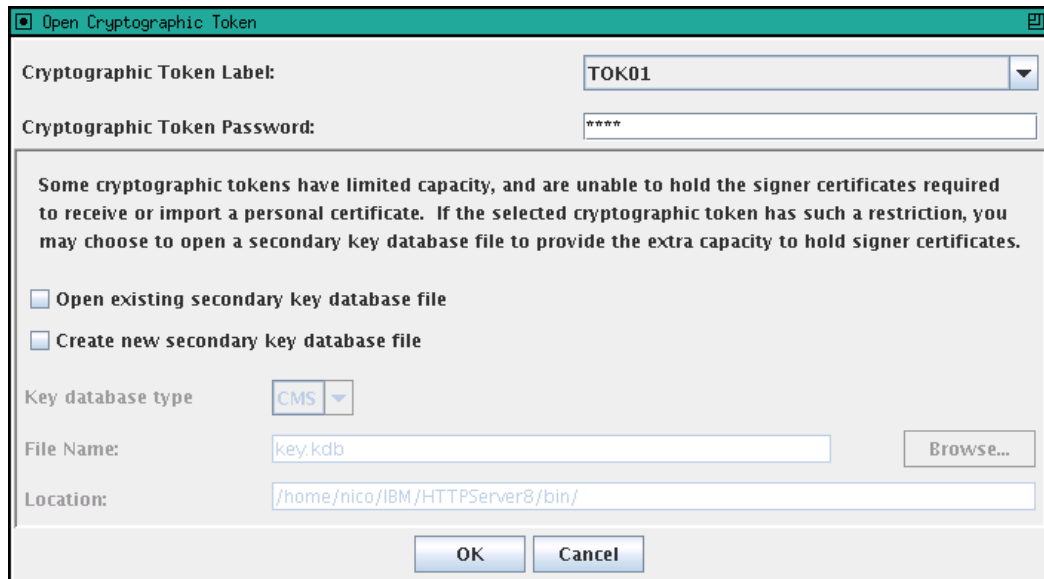 Open Cryptographic Token
Cryptographic Token Label: TOK01
Cryptographic Token Password: ****
Some cryptographic tokens have limited capacity, and are unable to hold the signer certificates required
to receive or import a personal certificate. If the selected cryptographic token has such a restriction, you
may choose to open a secondary key database file to provide the extra capacity to hold signer certificates.
Open existing secondary key database file
Create new secondary key database file
Key database type CMS
File Name: key.kdb Browse...
Location: /home/nico/IBM/HTTPServer8/bin/
OK Cancel